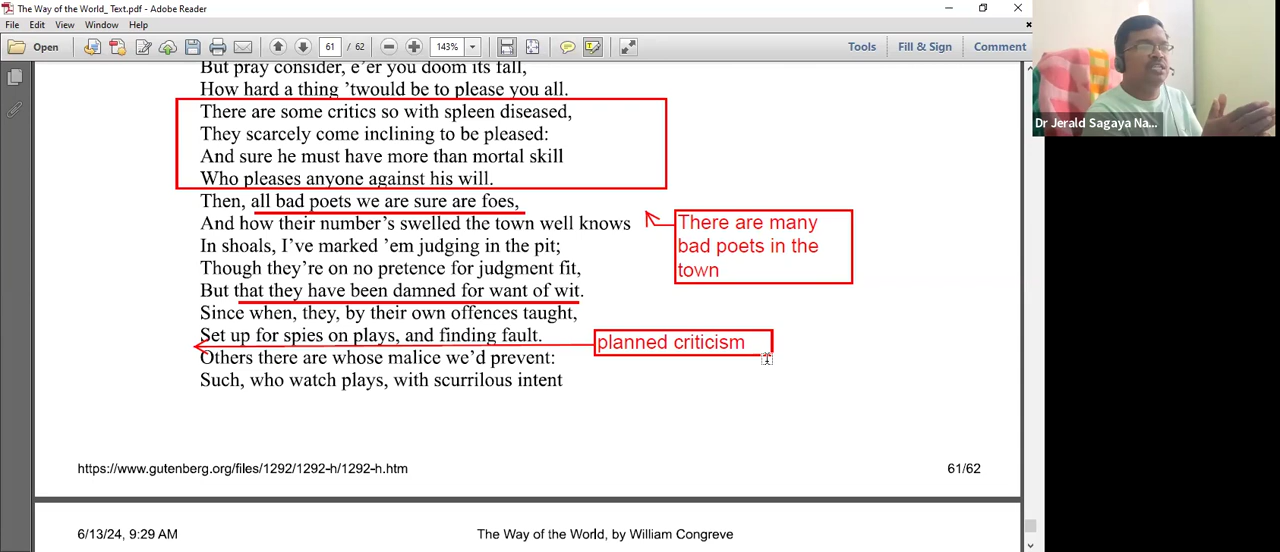 The Way of the World_ Text.pdf - Adobe Reader
File Edit View Window Help
Open 61 / 62 143% Tools Fill & Sign Comment
But pray consider, e'er you doom its fall,
How hard a thing 'twould be to please you all.
There are some critics so with spleen diseased,
They scarcely come inclining to be pleased:
And sure he must have more than mortal skill
Who pleases anyone against his will.
Then, all bad poets we are sure are foes,
And how their number's swelled the town well knows
In shoals, I've marked 'em judging in the pit;
Though they're on no pretence for judgment fit,
But that they have been damned for want of wit.
Since when, they, by their own offences taught,
Set up for spies on plays, and finding fault.
Others there are whose malice we'd prevent:
Such, who watch plays, with scurrilous intent
There are many
bad poets in the
town
planned criticism
https://www.gutenberg.org/files/1292/1292-h/1292-h.htm 61/62
6/13/24, 9:29 AM The Way of the World, by William Congreve
Dr Jerald Sagaya Na...